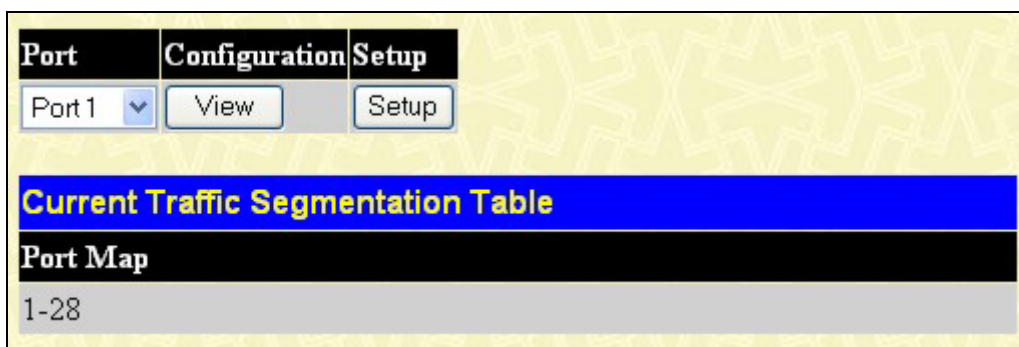 Port Configuration Setup
Port 1 View Setup
Current Traffic Segmentation Table
Port Map
1-28